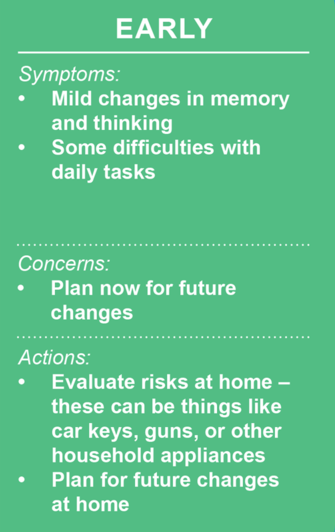 EARLY
Symptoms:
• Mild changes in memory
and thinking
• Some difficulties with
daily tasks
Concerns:
• Plan now for future
changes
Actions:
• Evaluate risks at home –
these can be things like
car keys, guns, or other
household appliances
• Plan for future changes
at home